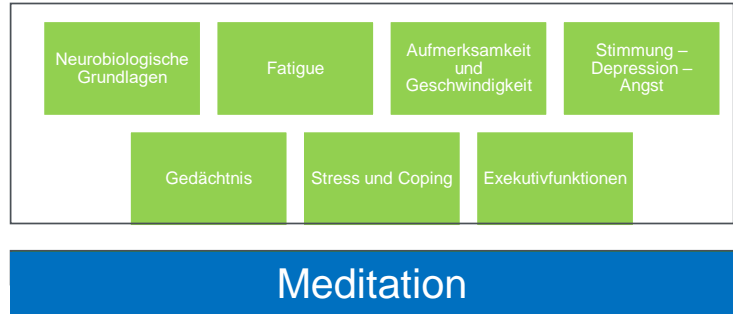 Neurobiologische
Grundlagen
Fatigue
Aufmerksamkeit
und
Geschwindigkeit
Stimmung –
Depression –
Angst
Gedächtnis
Stress und Coping
Exekutivfunktionen
Meditation